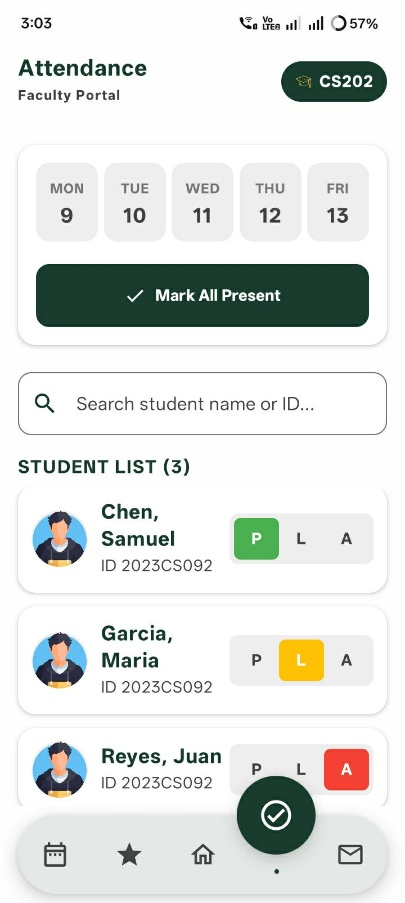 3:03
Vo
LTE
57%
Attendance
Faculty Portal
CS202
MON
9
TUE
10
WED
11
THU
12
FRI
13
Mark All Present
Search student name or ID...
STUDENT LIST (3)
Chen,
Samuel
ID 2023CS092
P L A
Garcia,
Maria
ID 2023CS092
P L A
Reyes, Juan
ID 2023CS092
P L A